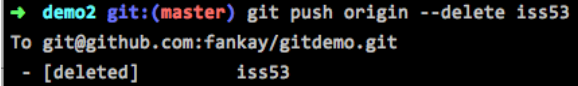 ➜ demo2 git:(master) git push origin --delete iss53
To git@github.com:fankay/gitdemo.git
 - [deleted]         iss53